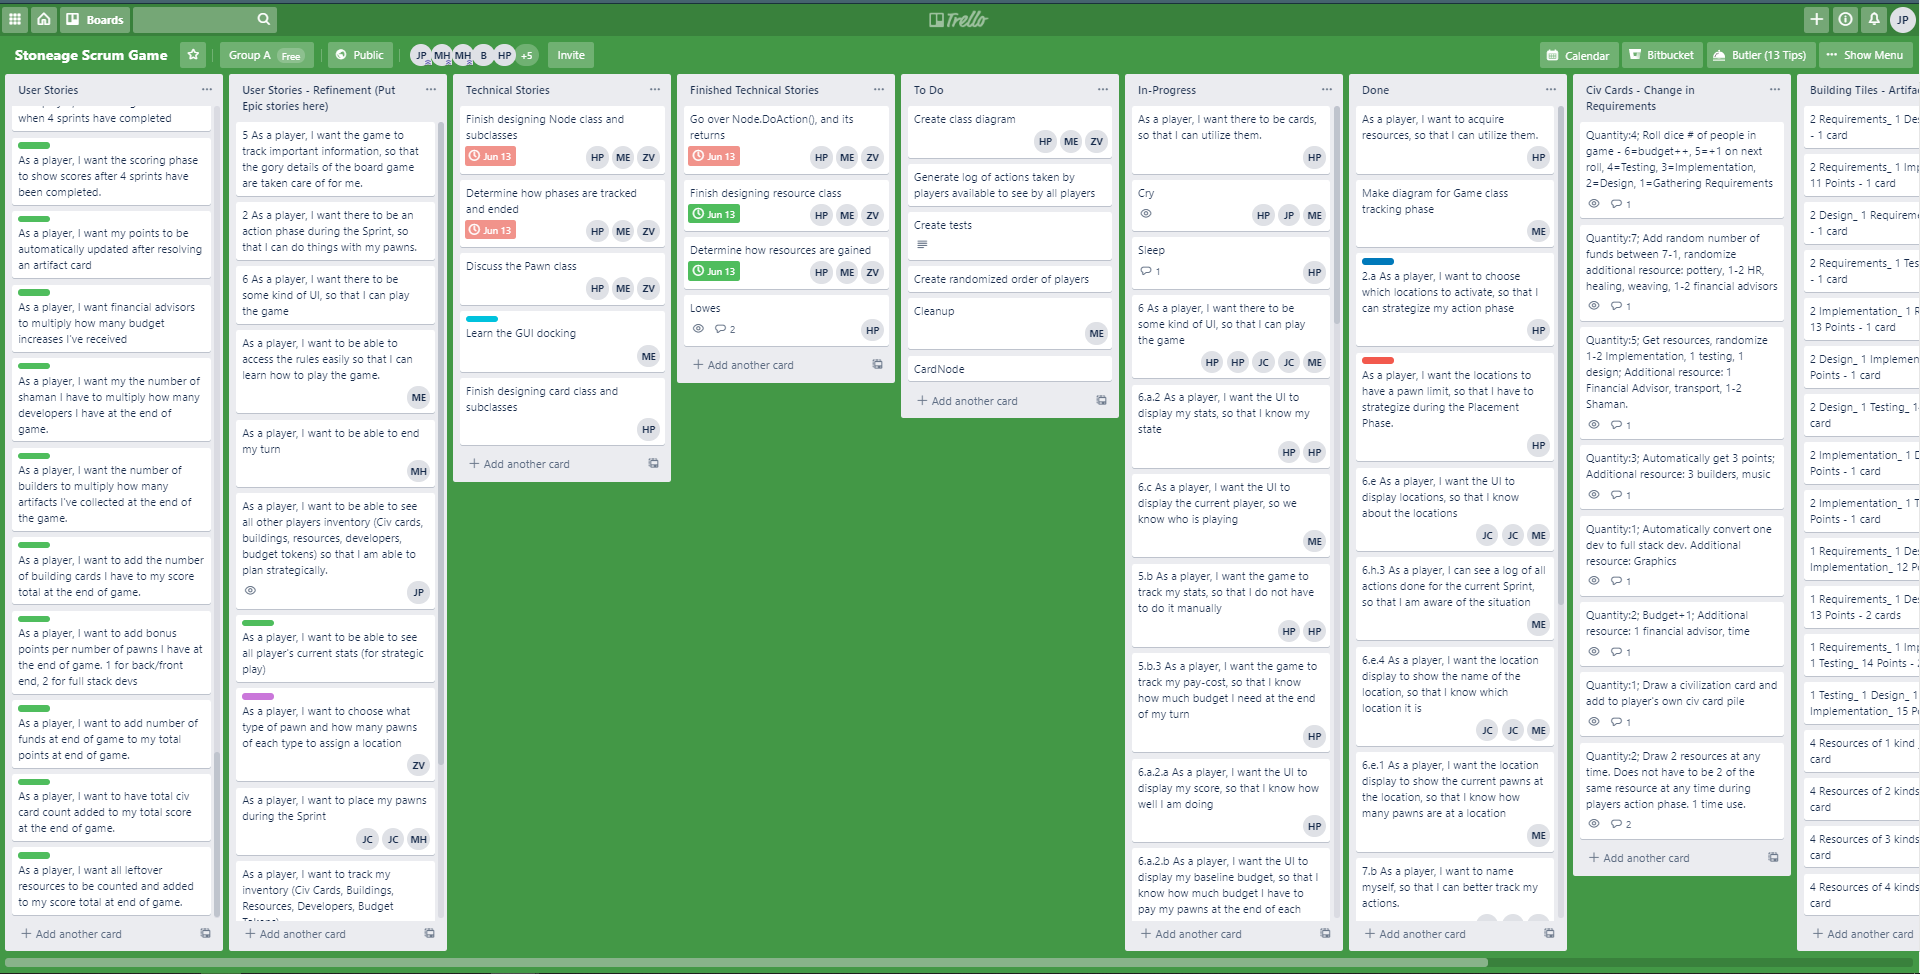 Boards
Trello
JP
Stoneage Scrum Game
Group A Free
Public
JP MH MH B HP +5
Invite
Calendar
Bitbucket
Butler (13 Tips)
Show Menu
User Stories
when 4 sprints have completed
As a player, I want the scoring phase
to show scores after 4 sprints have
been completed.
As a player, I want my points to be
automatically updated after resolving
an artifact card
As a player, I want financial advisors
to multiply how many budget
increases I've received
As a player, I want my the number of
shaman I have to multiply how many
developers I have at the end of
game.
As a player, I want the number of
builders to multiply how many
artifacts I've collected at the end of
the game.
As a player, I want to add the number
of building cards I have to my score
total at the end of game.
As a player, I want to add bonus
points per number of pawns I have at
the end of game. 1 for back/front
end, 2 for full stack devs
As a player, I want to add number of
funds at end of game to my total
points at end of game.
As a player, I want to have total civ
card count added to my total score
at the end of game.
As a player, I want all leftover
resources to be counted and added
to my score total at end of game.
+ Add another card
User Stories - Refinement (Put
Epic stories here)
5 As a player, I want the game to
track important information, so that
the gory details of the board game
are taken care of for me.
2 As a player, I want there to be an
action phase during the Sprint, so
that I can do things with my pawns.
6 As a player, I want there to be
some kind of UI, so that I can play
the game
As a player, I want to be able to
access the rules easily so that I can
learn how to play the game.
ME
As a player, I want to be able to end
my turn
MH
As a player, I want to be able to see
all other players inventory (Civ cards,
buildings, resources, developers,
budget tokens) so that I am able to
plan strategically.
JP
As a player, I want to be able to see
all player's current stats (for strategic
play)
As a player, I want to choose what
type of pawn and how many pawns
of each type to assign a location
ZV
As a player, I want to place my pawns
during the Sprint
JC JC MH
As a player, I want to track my
inventory (Civ Cards, Buildings,
Resources, Developers, Budget
Tokens)
+ Add another card
Technical Stories
Finish designing Node class and
subclasses
Jun 13 HP ME ZV
Determine how phases are tracked
and ended
Jun 13 HP ME ZV
Discuss the Pawn class
HP ME ZV
Learn the GUI docking
ME
Finish designing card class and
subclasses
HP
+ Add another card
Finished Technical Stories
Go over Node.DoAction(), and its
returns
Jun 13 HP ME ZV
Finish designing resource class
Jun 13 HP ME ZV
Determine how resources are gained
Jun 13 HP ME ZV
Lowes
2 HP
+ Add another card
To Do
Create class diagram
HP ME ZV
Generate log of actions taken by
players available to see by all players
Create tests
Create randomized order of players
Cleanup
ME
CardNode
+ Add another card
In-Progress
As a player, I want there to be cards,
so that I can utilize them.
HP
Cry
HP JP ME
Sleep
1 HP
6 As a player, I want there to be
some kind of UI, so that I can play
the game
HP HP JC JC ME
6.a.2 As a player, I want the UI to
display my stats, so that I know my
state
HP HP
6.c As a player, I want the UI to
display the current player, so we
know who is playing
ME
5.b As a player, I want the game to
track my stats, so that I do not have
to do it manually
HP HP
5.b.3 As a player, I want the game to
track my pay-cost, so that I know
how much budget I need at the end
of my turn
HP
6.a.2.a As a player, I want the UI to
display my score, so that I know how
well I am doing
HP
6.a.2.b As a player, I want the UI to
display my baseline budget, so that I
know how much budget I have to
pay my pawns at the end of each
+ Add another card
Done
As a player, I want to acquire
resources, so that I can utilize them.
HP
Make diagram for Game class
tracking phase
ME
2.a As a player, I want to choose
which locations to activate, so that I
can strategize my action phase
HP
As a player, I want the locations to
have a pawn limit, so that I have to
strategize during the Placement
Phase.
HP
6.e As a player, I want the UI to
display locations, so that I know
about the locations
JC JC ME
6.h.3 As a player, I can see a log of all
actions done for the current Sprint,
so that I am aware of the situation
ME
6.e.4 As a player, I want the location
display to show the name of the
location, so that I know which
location it is
JC JC ME
6.e.1 As a player, I want the location
display to show the current pawns at
the location, so that I know how
many pawns are at a location
ME
7.b As a player, I want to name
myself, so that I can better track my
actions.
+ Add another card
Civ Cards - Change in
Requirements
Quantity:4; Roll dice # of people in
game - 6=budget++, 5=+1 on next
roll, 4=Testing, 3=Implementation,
2=Design, 1=Gathering Requirements
1
Quantity:7; Add random number of
funds between 7-1, randomize
additional resource: pottery, 1-2 HR,
healing, weaving, 1-2 financial advisors
1
Quantity:5; Get resources, randomize
1-2 Implementation, 1 testing, 1
design; Additional resource: 1
Financial Advisor, transport, 1-2
Shaman.
1
Quantity:3; Automatically get 3 points;
Additional resource: 3 builders, music
1
Quantity:1; Automatically convert one
dev to full stack dev. Additional
resource: Graphics
1
Quantity:2; Budget+1; Additional
resource: 1 financial advisor, time
1
Quantity:1; Draw a civilization card and
add to player's own civ card pile
1
Quantity:2; Draw 2 resources at any
time. Does not have to be 2 of the
same resource at any time during
players action phase. 1 time use.
2
+ Add another card
Building Tiles - Artifac
2 Requirements_ 1 De
- 1 card
2 Requirements_ 1 Im
11 Points - 1 card
2 Design_ 1 Requirem
- 1 card
2 Requirements_ 1 Tes
- 1 card
2 Implementation_ 1 R
13 Points - 1 card
2 Design_ 1 Implemen
Points - 1 card
2 Design_ 1 Testing_ 1
card
2 Implementation_ 1 D
Points - 1 card
2 Implementation_ 1 T
Points - 1 card
1 Requirements_ 1 Des
Implementation_ 12 Po
1 Requirements_ 1 Des
13 Points - 2 cards
1 Requirements_ 1 Imp
1 Testing_ 14 Points -
1 Testing_ 1 Design_ 1
Implementation_ 15 Po
4 Resources of 1 kind
card
4 Resources of 2 kinds
card
4 Resources of 3 kinds
card
4 Resources of 4 kinds
card
+ Add another card